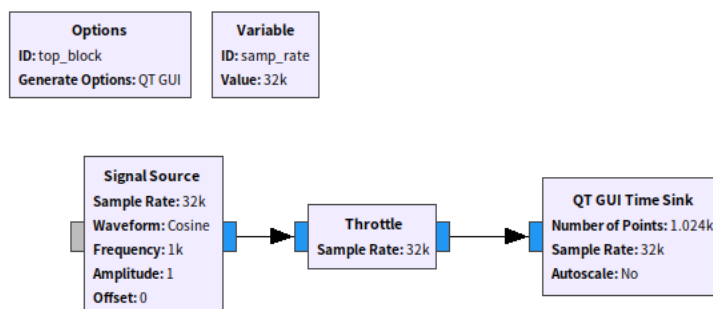 Options
ID: top_block
Generate Options: QT GUI
Variable
ID: samp_rate
Value: 32k
Signal Source
Sample Rate: 32k
Waveform: Cosine
Frequency: 1k
Amplitude: 1
Offset: 0
Throttle
Sample Rate: 32k
QT GUI Time Sink
Number of Points: 1.024k
Sample Rate: 32k
Autoscale: No